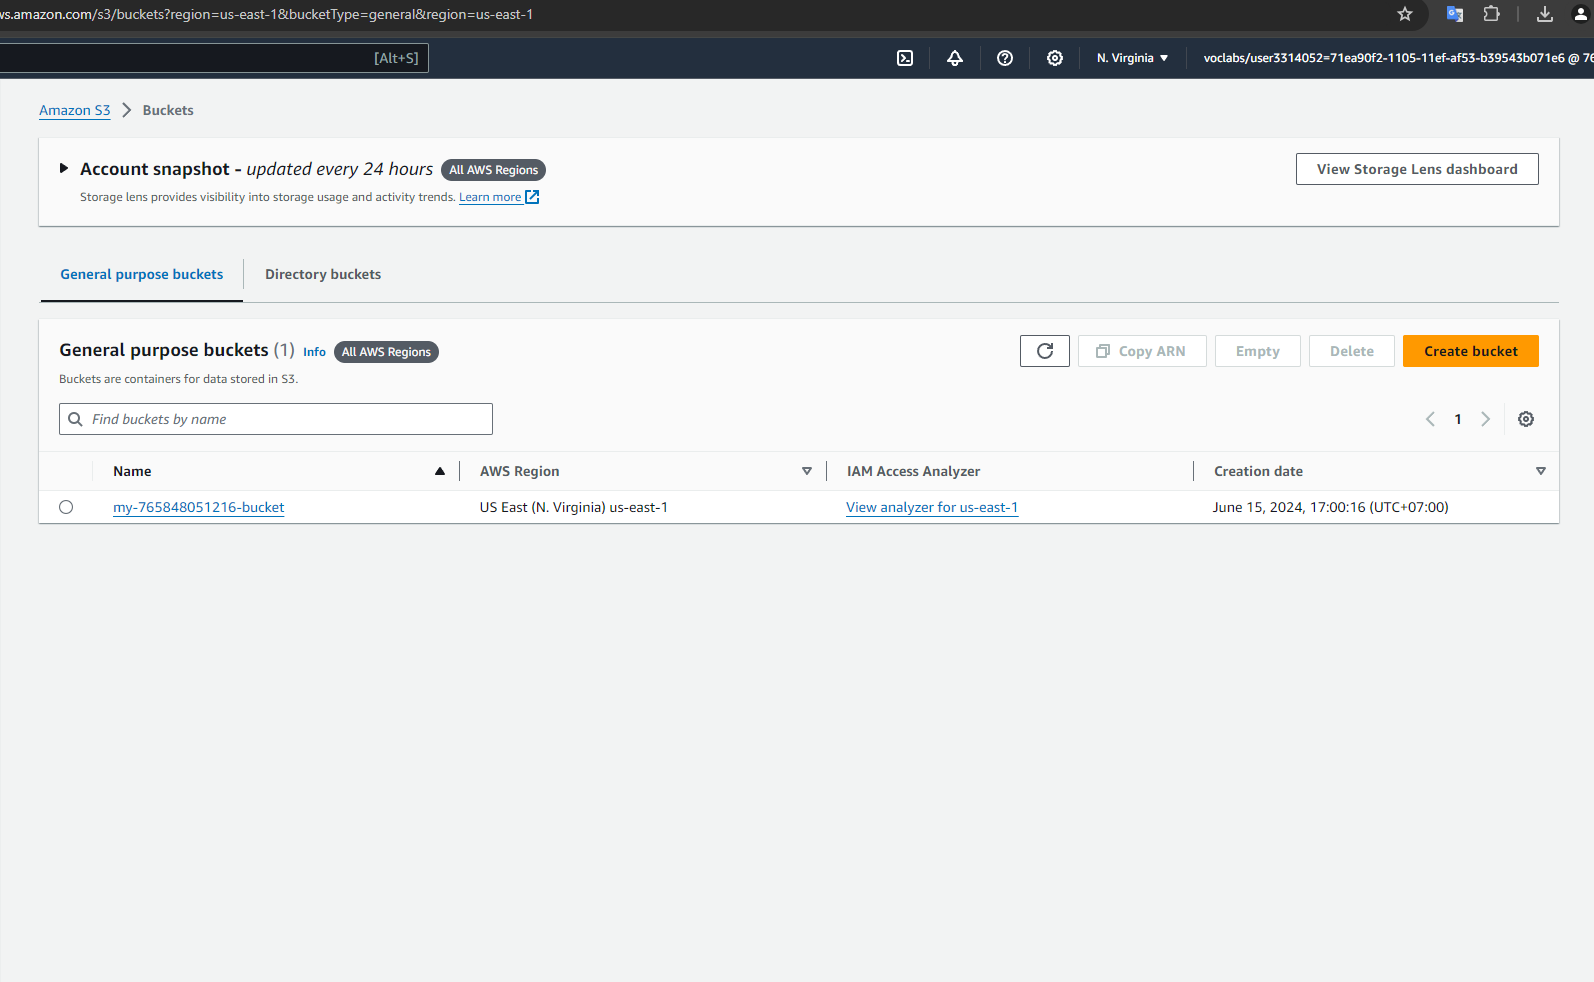 ws.amazon.com/s3/buckets?region=us-east-1&bucketType=general&region=us-east-1
[Alt+S]
N. Virginia
voclabs/user3314052=71ea90f2-1105-11ef-af53-b39543b071e6 @ 76
Amazon S3
Buckets
Account snapshot - updated every 24 hours
All AWS Regions
View Storage Lens dashboard
Storage lens provides visibility into storage usage and activity trends. Learn more
General purpose buckets
Directory buckets
General purpose buckets (1)
Info
All AWS Regions
Copy ARN
Empty
Delete
Create bucket
Buckets are containers for data stored in S3.
Find buckets by name
1
Name
AWS Region
IAM Access Analyzer
Creation date
my-765848051216-bucket
US East (N. Virginia) us-east-1
View analyzer for us-east-1
June 15, 2024, 17:00:16 (UTC+07:00)